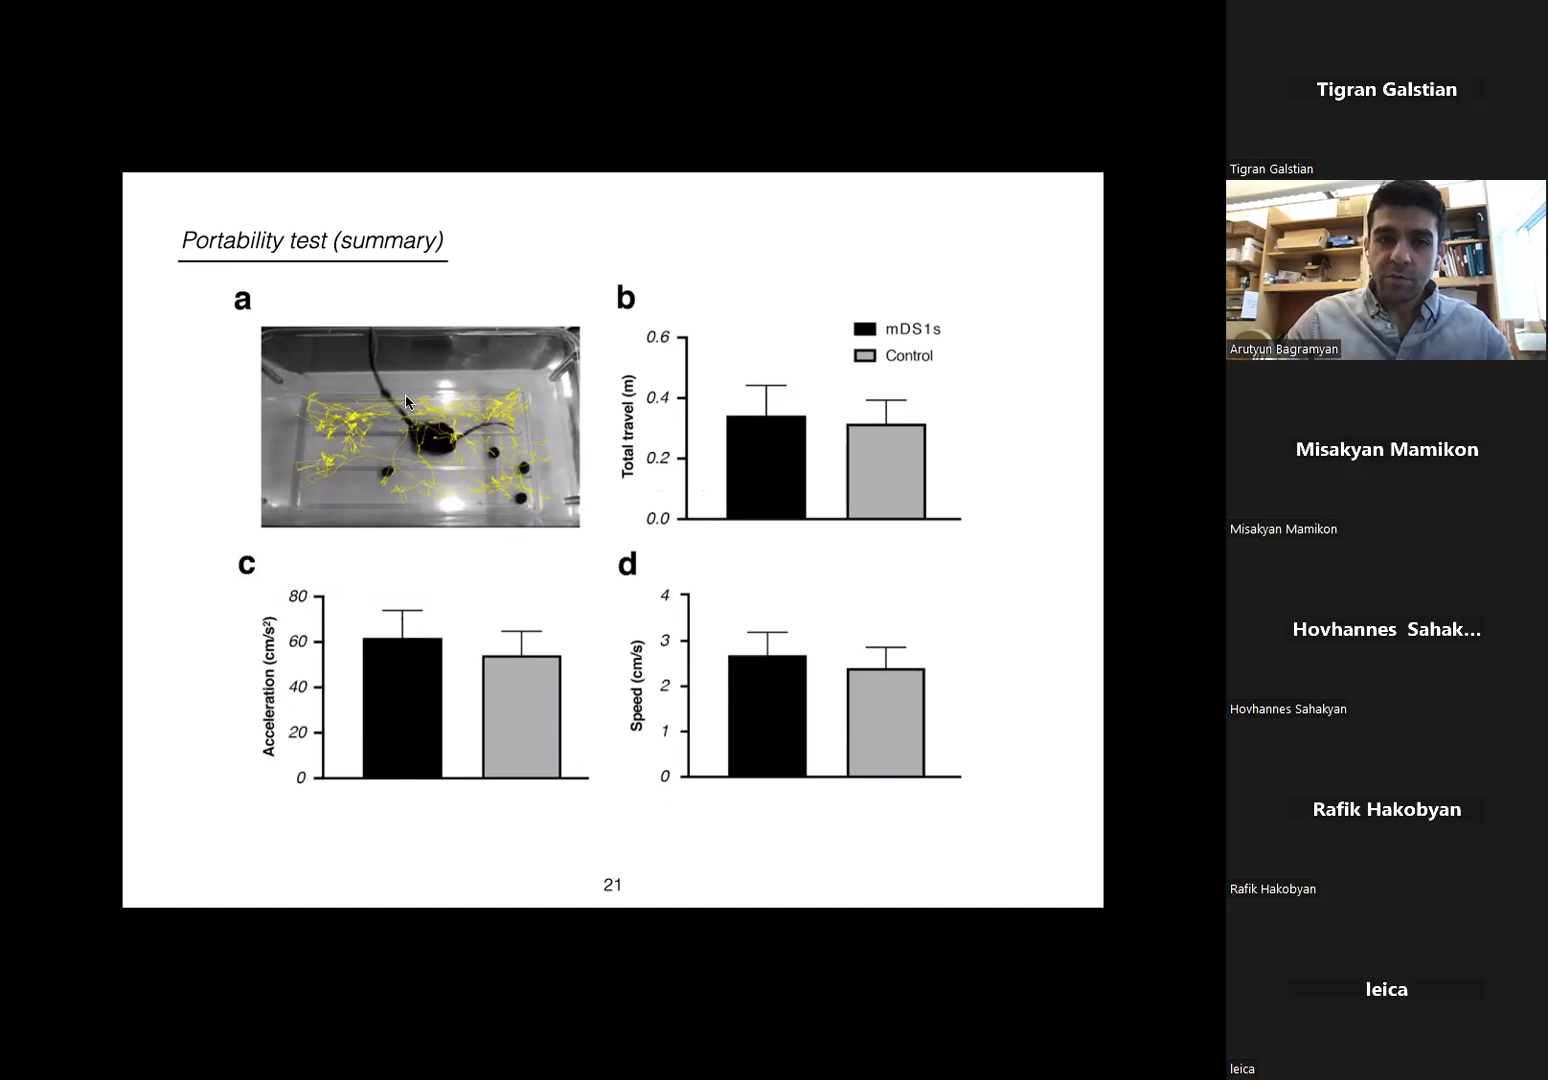 Portability test (summary)
a
b
0.6
0.4
0.2
0.0
Total travel (m)
mDS1s
Control
c
80
60
40
20
0
Acceleration (cm/s²)
d
4
3
2
1
0
Speed (cm/s)
21
Tigran Galstian
Tigran Galstian
Arutyun Bagramyan
Misakyan Mamikon
Misakyan Mamikon
Hovhannes Sahak...
Hovhannes Sahakyan
Rafik Hakobyan
Rafik Hakobyan
leica
leica